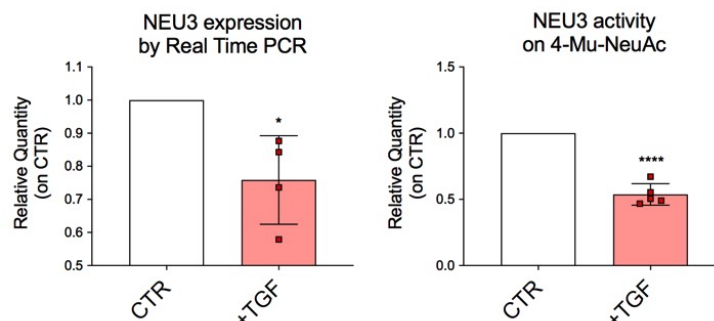 NEU3 expression
by Real Time PCR
Relative Quantity
(on CTR)
1.1
1.0
0.9
0.8
0.7
0.6
0.5
*
CTR
+TGF
NEU3 activity
on 4-Mu-NeuAc
Relative Quantity
(on CTR)
1.5
1.0
0.5
0.0
****
CTR
+TGF